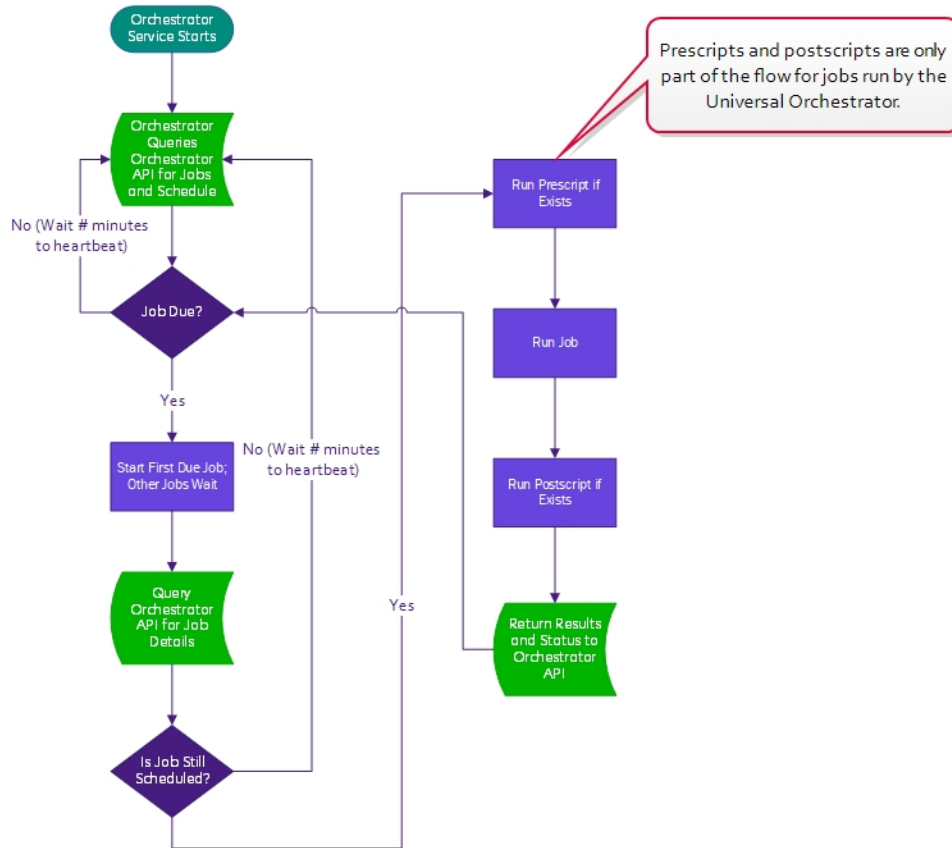 Orchestrator
Service Starts
Prescripts and postscripts are only
part of the flow for jobs run by the
Universal Orchestrator.
Orchestrator
Queries
Orchestrator
API for Jobs
and Schedule
Run Prescript if
Exists
No (Wait # minutes
to heartbeat)
Job Due?
Run Job
Yes
Start First Due Job;
Other Jobs Wait
No (Wait # minutes
to heartbeat)
Run Postscript if
Exists
Query
Orchestrator
API for Job
Details
Yes
Return Results
and Status to
Orchestrator
API
Is Job Still
Scheduled?